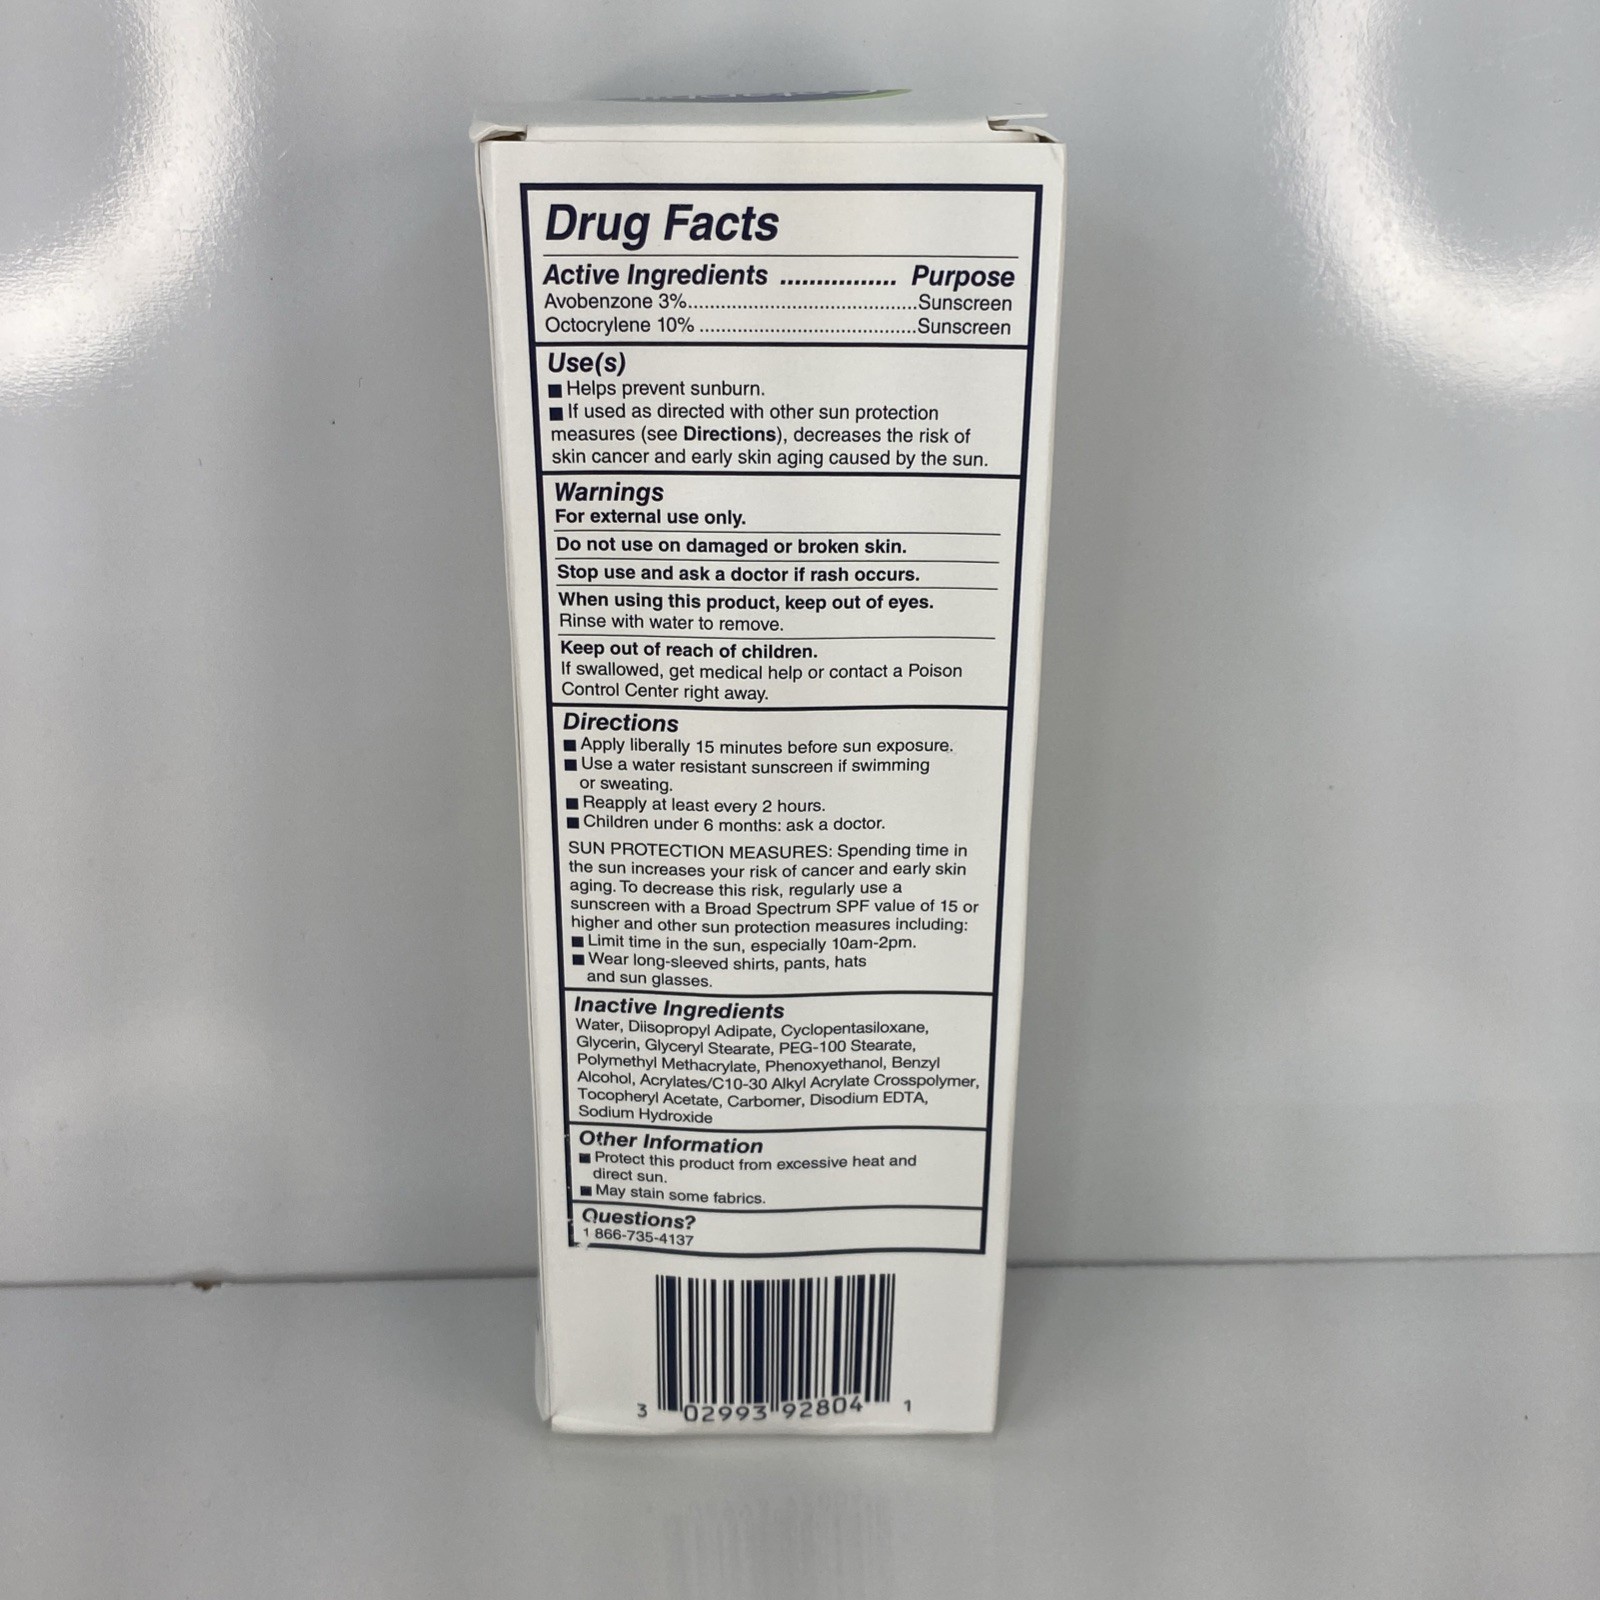 Drug Facts
Active Ingredients ................ Purpose
Avobenzone 3%.........................................Sunscreen
Octocrylene 10% .......................................Sunscreen
Use(s)
■ Helps prevent sunburn.
■ If used as directed with other sun protection
measures (see Directions), decreases the risk of
skin cancer and early skin aging caused by the sun.
Warnings
For external use only.
Do not use on damaged or broken skin.
Stop use and ask a doctor if rash occurs.
When using this product, keep out of eyes.
Rinse with water to remove.
Keep out of reach of children.
If swallowed, get medical help or contact a Poison
Control Center right away.
Directions
■ Apply liberally 15 minutes before sun exposure.
■ Use a water resistant sunscreen if swimming
or sweating.
■ Reapply at least every 2 hours.
■ Children under 6 months: ask a doctor.
SUN PROTECTION MEASURES: Spending time in
the sun increases your risk of cancer and early skin
aging. To decrease this risk, regularly use a
sunscreen with a Broad Spectrum SPF value of 15 or
higher and other sun protection measures including:
■ Limit time in the sun, especially 10am-2pm.
■ Wear long-sleeved shirts, pants, hats
and sun glasses.
Inactive Ingredients
Water, Diisopropyl Adipate, Cyclopentasiloxane,
Glycerin, Glyceryl Stearate, PEG-100 Stearate,
Polymethyl Methacrylate, Phenoxyethanol, Benzyl
Alcohol, Acrylates/C10-30 Alkyl Acrylate Crosspolymer,
Tocopheryl Acetate, Carbomer, Disodium EDTA,
Sodium Hydroxide
Other Information
■ Protect this product from excessive heat and
direct sun.
■ May stain some fabrics.
Questions?
1 866-735-4137
3 02993 92804 1